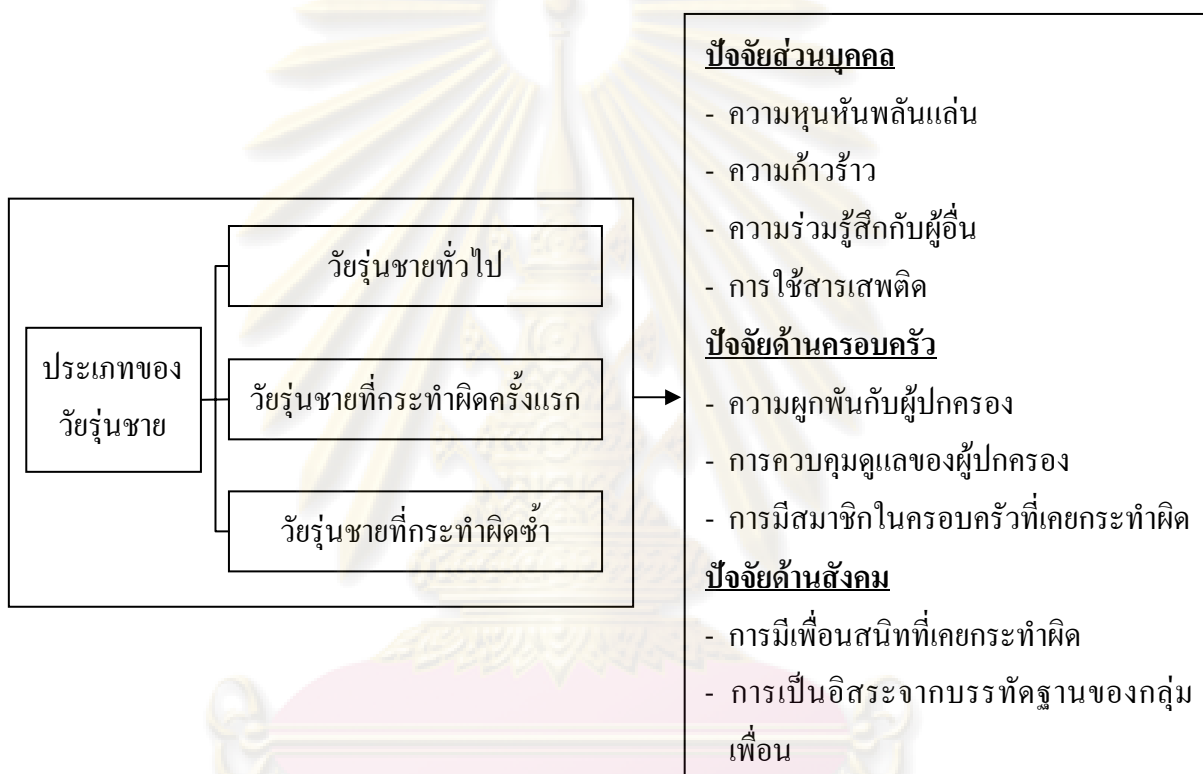 ประเภทของ
วัยรุ่นชาย
วัยรุ่นชายทั่วไป
วัยรุ่นชายที่กระทำผิดครั้งแรก
วัยรุ่นชายที่กระทำผิดซ้ำ
ปัจจัยส่วนบุคคล
- ความหุนหันพลันแล่น
- ความก้าวร้าว
- ความร่วมรู้สึกกับผู้อื่น
- การใช้สารเสพติด
ปัจจัยด้านครอบครัว
- ความผูกพันกับผู้ปกครอง
- การควบคุมดูแลของผู้ปกครอง
- การมีสมาชิกในครอบครัวที่เคยกระทำผิด
ปัจจัยด้านสังคม
- การมีเพื่อนสนิทที่เคยกระทำผิด
- การเป็นอิสระจากบรรทัดฐานของกลุ่ม
เพื่อน